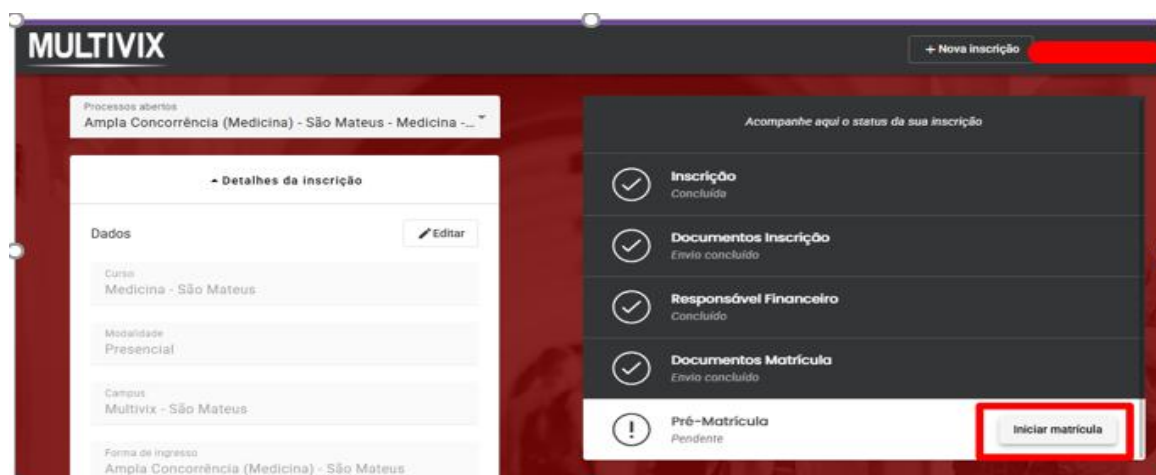 MULTIVIX
+ Nova inscrição
Processos abertos
Ampla Concorrência (Medicina) - São Mateus - Medicina -...
Detalhes da inscrição
Dados
Editar
Curso
Medicina - São Mateus
Modalidade
Presencial
Campus
Multivix - São Mateus
Forma de ingresso
Ampla Concorrência (Medicina) - São Mateus
Acompanhe aqui o status da sua inscrição
Inscrição
Concluída
Documentos Inscrição
Envio concluído
Responsável Financeiro
Concluído
Documentos Matrícula
Envio concluído
Pré-Matrícula
Pendente
Iniciar matrícula